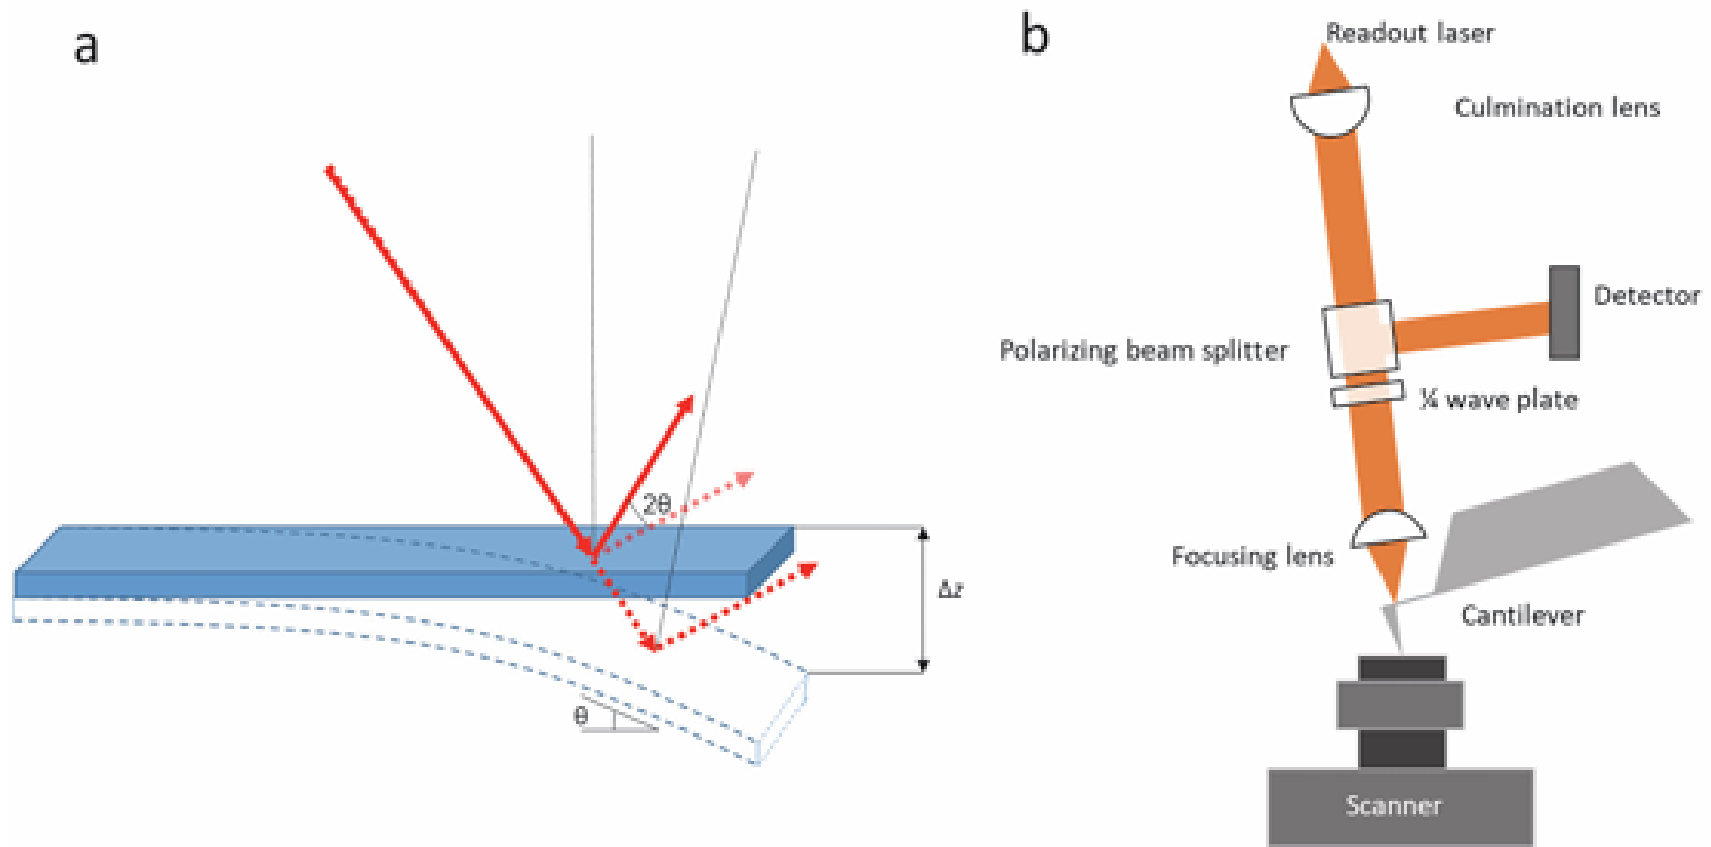 a
2θ
Δz
θ
b
Readout laser
Culmination lens
Detector
Polarizing beam splitter
¼ wave plate
Focusing lens
Cantilever
Scanner